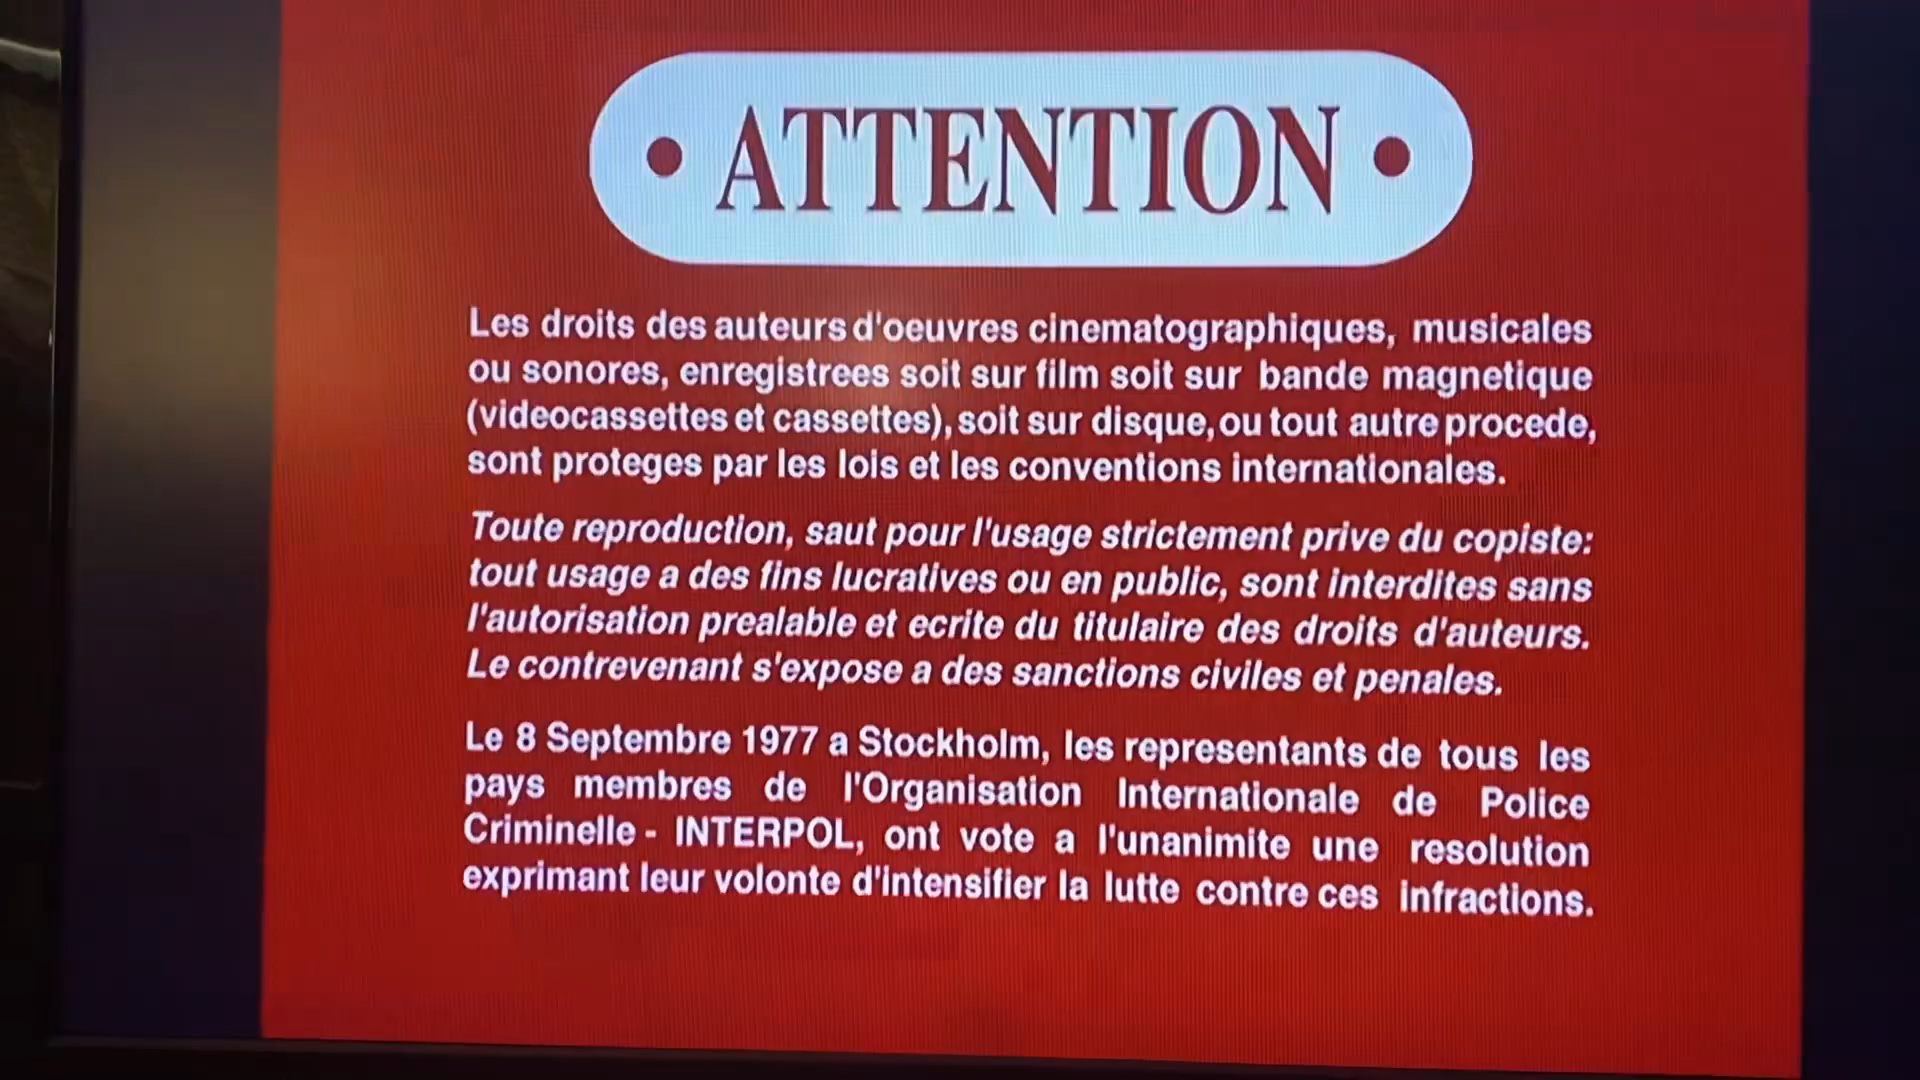 • ATTENTION •
Les droits des auteurs d'oeuvres cinematographiques, musicales
ou sonores, enregistrees soit sur film soit sur bande magnetique
(videocassettes et cassettes), soit sur disque, ou tout autre procede,
sont proteges par les lois et les conventions internationales.
Toute reproduction, saut pour l'usage strictement prive du copiste:
tout usage a des fins lucratives ou en public, sont interdites sans
l'autorisation prealable et ecrite du titulaire des droits d'auteurs.
Le contrevenant s'expose a des sanctions civiles et penales.
Le 8 Septembre 1977 a Stockholm, les representants de tous les
pays membres de l'Organisation Internationale de Police
Criminelle - INTERPOL, ont vote a l'unanimite une resolution
exprimant leur volonte d'intensifier la lutte contre ces infractions.